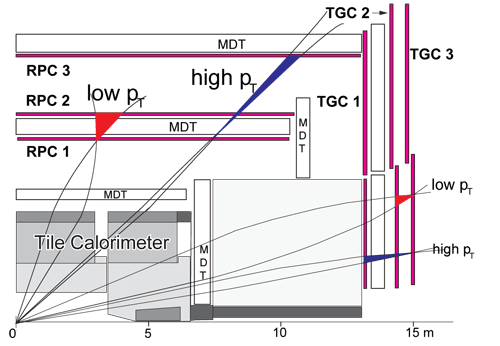 TGC 2
MDT
TGC 3
RPC 3
high pT
low pT
RPC 2
TGC 1
MDT
MDT
RPC 1
low pT
MDT
Tile Calorimeter
MDT
high pT
0 5 10 15 m